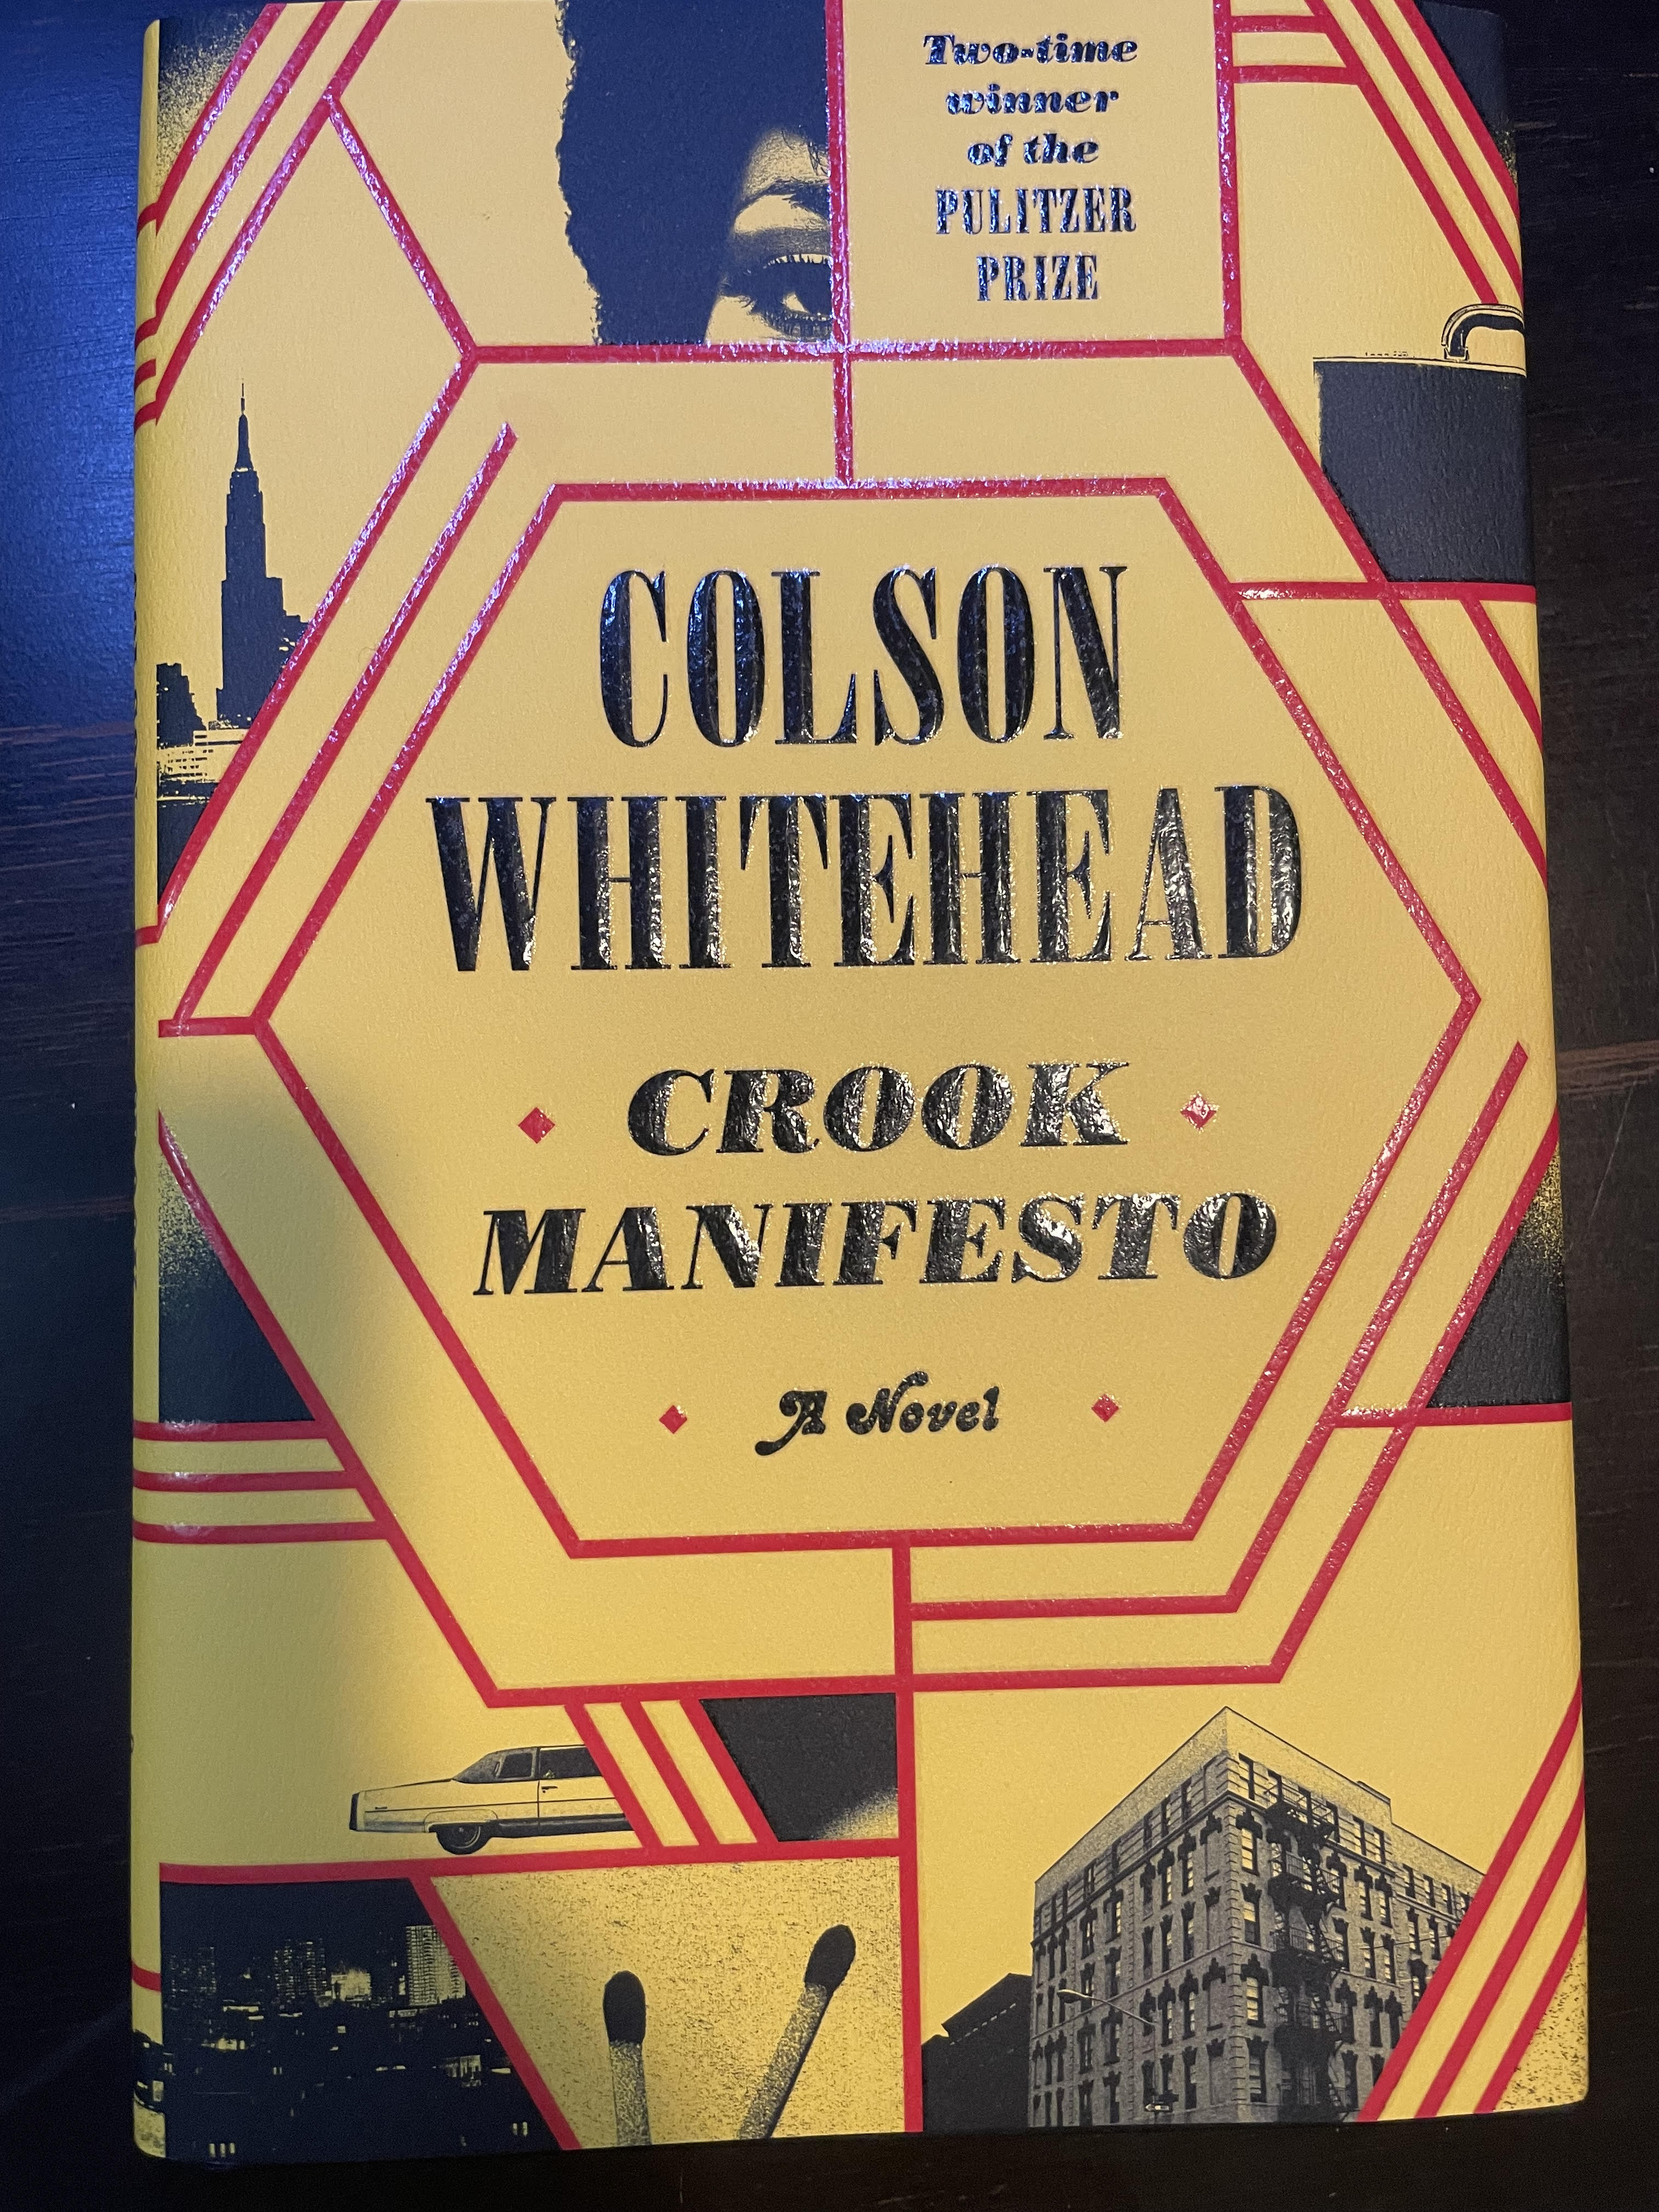 Two-time
winner
of the
PULITZER
PRIZE
COLSON
WHITEHEAD
CROOK
MANIFESTO
A Novel